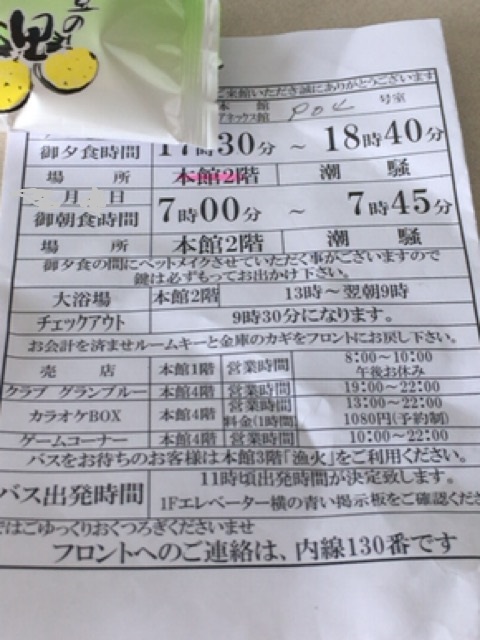 の
ご来館いただき誠にありがとうございます
本館
アネックス館 号室
御夕食時間 17時30分 ～ 18時40分
場所 本館2階 潮騒
月 日
御朝食時間 7時00分 ～ 7時45分
場所 本館2階 潮騒
御夕食の間にベットメイクさせていただく事がございますので
鍵は必ずもってお出かけ下さい。
大浴場 本館2階 13時～翌朝9時
チェックアウト 9時30分になります。
お会計を済ませルームキーと金庫のカギをフロントにお戻し下さい。
売店 本館1階 営業時間 8:00～10:00 午後お休み
クラブ グランブルー 本館4階 営業時間 19:00～22:00
カラオケBOX 本館4階 営業時間 13:00～22:00
料金(1時間) 1080円(予約制)
ゲームコーナー 本館4階 営業時間 10:00～22:00
バスをお待ちのお客様は本館3階「漁火」をご利用ください。
バス出発時間 11時頃出発時間が決定致します。
1Fエレベーター横の青い掲示板をご確認くださ
ではごゆっくりおくつろぎくださいませ
フロントへのご連絡は、内線130番です